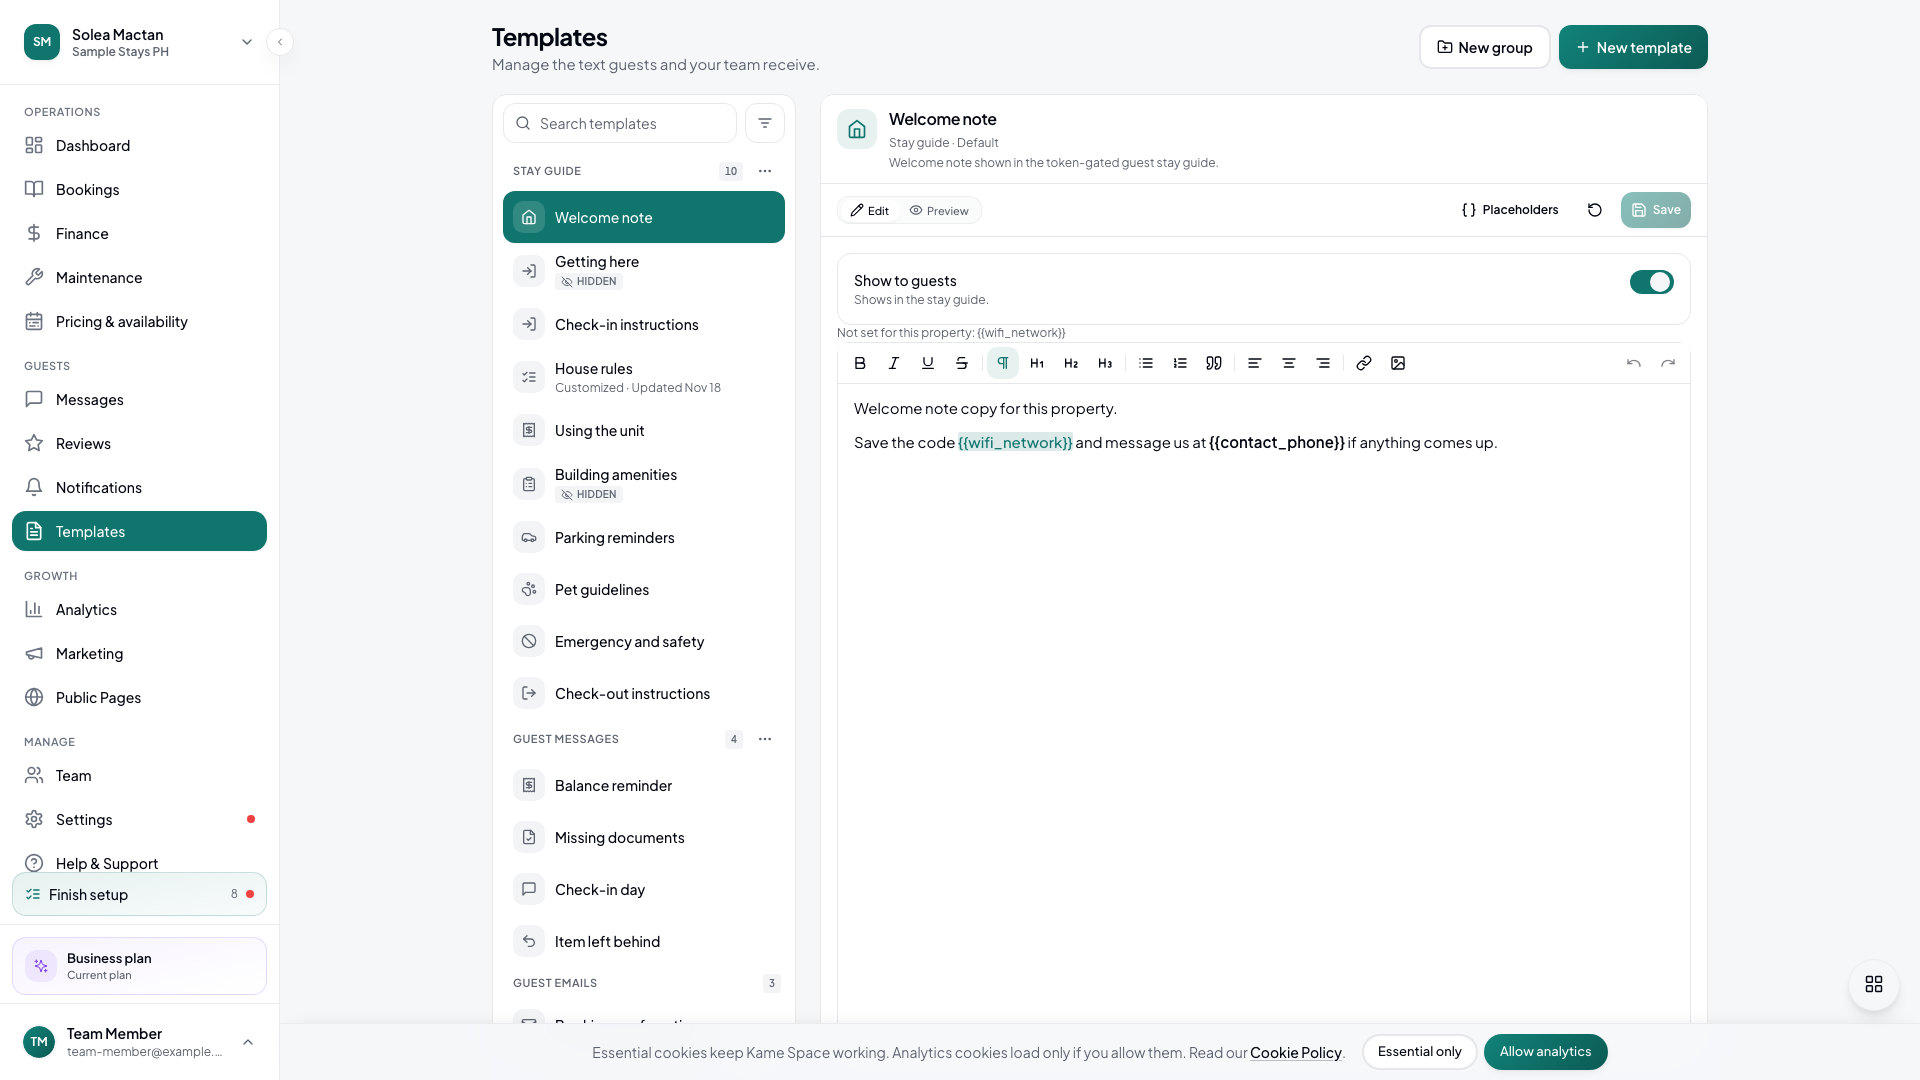 SM
Solea Mactan
Sample Stays PH
OPERATIONS
Dashboard
Bookings
Finance
Maintenance
Pricing & availability
GUESTS
Messages
Reviews
Notifications
Templates
GROWTH
Analytics
Marketing
Public Pages
MANAGE
Team
Settings
Help & Support
Finish setup 8
Business plan
Current plan
TM
Team Member
team-member@example....
Templates
Manage the text guests and your team receive.
New group
New template
Search templates
STAY GUIDE 10
Welcome note
Getting here
HIDDEN
Check-in instructions
House rules
Customized · Updated Nov 18
Using the unit
Building amenities
HIDDEN
Parking reminders
Pet guidelines
Emergency and safety
Check-out instructions
GUEST MESSAGES 4
Balance reminder
Missing documents
Check-in day
Item left behind
GUEST EMAILS 3
Welcome note
Stay guide · Default
Welcome note shown in the token-gated guest stay guide.
Edit Preview
{ } Placeholders
Save
Show to guests
Shows in the stay guide.
Not set for this property: {{wifi_network}}
B I U S H1 H2 H3
Welcome note copy for this property.
Save the code {{wifi_network}} and message us at {{contact_phone}} if anything comes up.
Essential cookies keep Kame Space working. Analytics cookies load only if you allow them. Read our Cookie Policy.
Essential only
Allow analytics